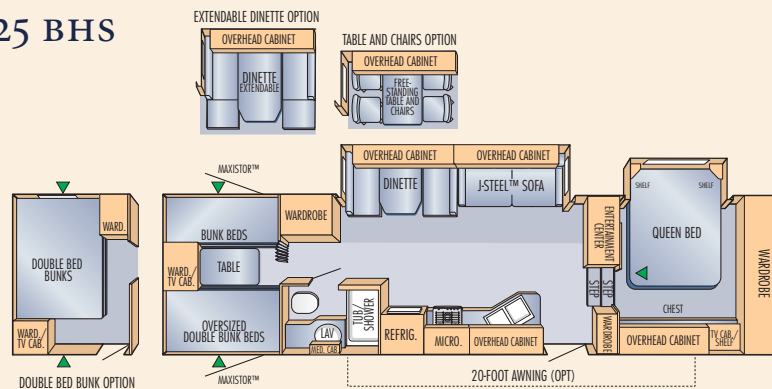 25 BHS
EXTENDABLE DINETTE OPTION
OVERHEAD CABINET
DINETTE
EXTENDABLE
TABLE AND CHAIRS OPTION
OVERHEAD CABINET
FREE-
STANDING
TABLE AND
CHAIRS
MAXISTOR™
OVERHEAD CABINET
OVERHEAD CABINET
DINETTE
J-STEEL™ SOFA
SHELF
SHELF
WARD.
BUNK BEDS
WARDROBE
ENTERTAINMENT
CENTER
QUEEN BED
WARDROBE
DOUBLE BED
BUNKS
WARD./
TV CAB.
TABLE
STEP
STEP
CHEST
WARD./
TV CAB.
OVERSIZED
DOUBLE BUNK BEDS
LAV
MED. CAB.
TUB/
SHOWER
REFRIG.
MICRO.
OVERHEAD CABINET
WARDROBE
OVERHEAD CABINET
TV CAB./
SHELF
DOUBLE BED BUNK OPTION
MAXISTOR™
20-FOOT AWNING (OPT)